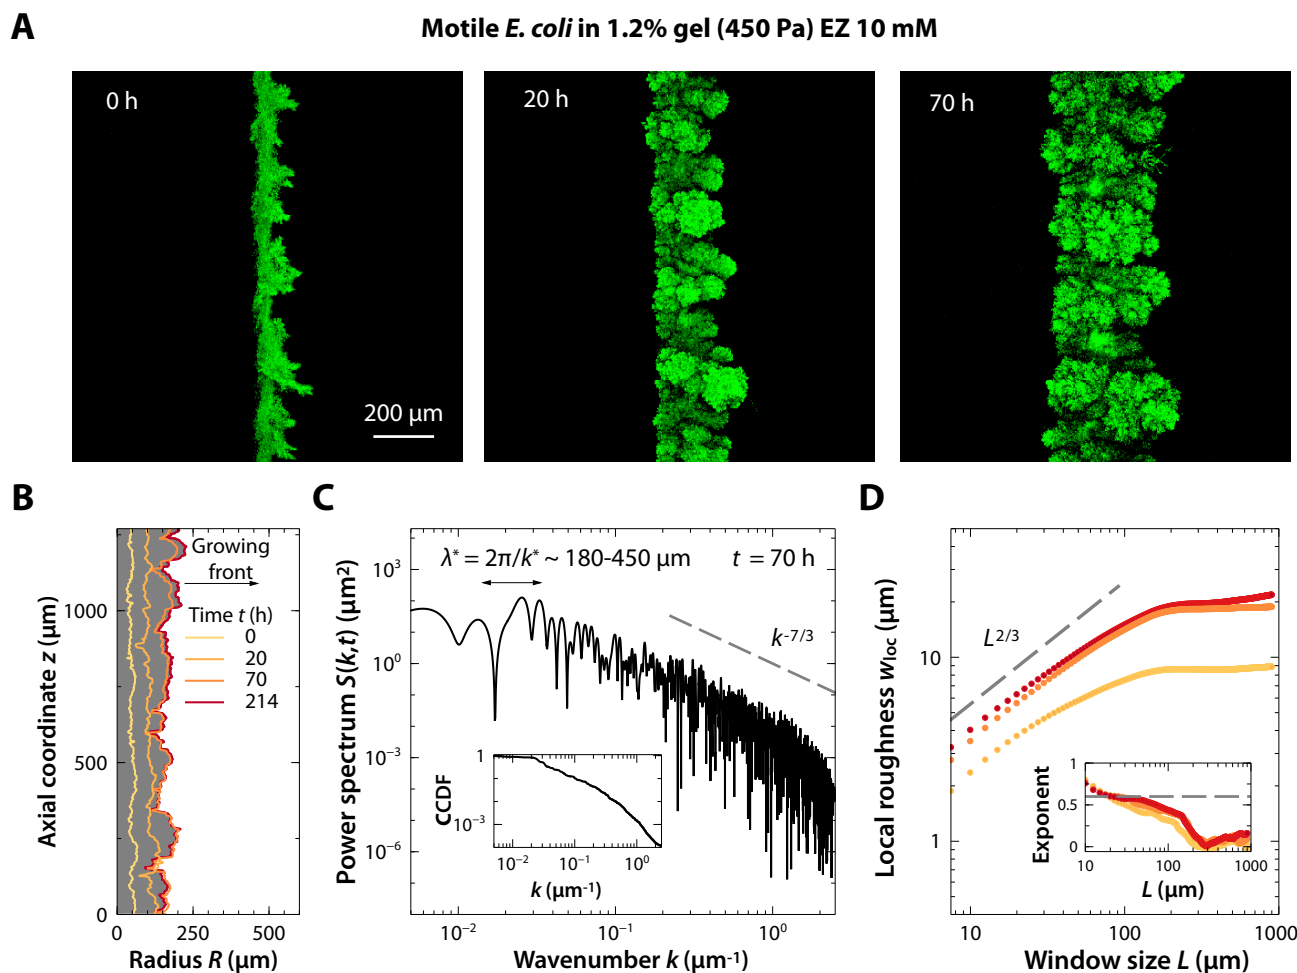 A
Motile E. coli in 1.2% gel (450 Pa) EZ 10 mM
0 h
20 h
70 h
200 μm
B
Growing
front
Time t (h)
0
20
70
214
1000
500
0
Axial coordinate z (μm)
0 250 500
Radius R (μm)
C
λ* = 2π/k* ~ 180-450 μm
t = 70 h
k-7/3
10³
10⁰
10⁻³
10⁻⁶
Power spectrum S(k,t) (μm²)
1
10⁻³
CCDF
10⁻² 10⁻¹ 10⁰
k (μm⁻¹)
10⁻² 10⁻¹ 10⁰
Wavenumber k (μm⁻¹)
D
L2/3
10
1
Local roughness wloc (μm)
1
0.5
0
Exponent
10 100 1000
L (μm)
10 100 1000
Window size L (μm)